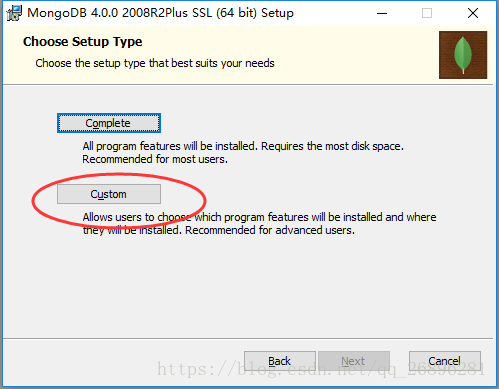 MongoDB 4.0.0 2008R2Plus SSL (64 bit) Setup
Choose Setup Type
Choose the setup type that best suits your needs
Complete
All program features will be installed. Requires the most disk space.
Recommended for most users.
Custom
Allows users to choose which program features will be installed and where
they will be installed. Recommended for advanced users.
Back
Next
Cancel
https://blog.csdn.net/qq_26896281